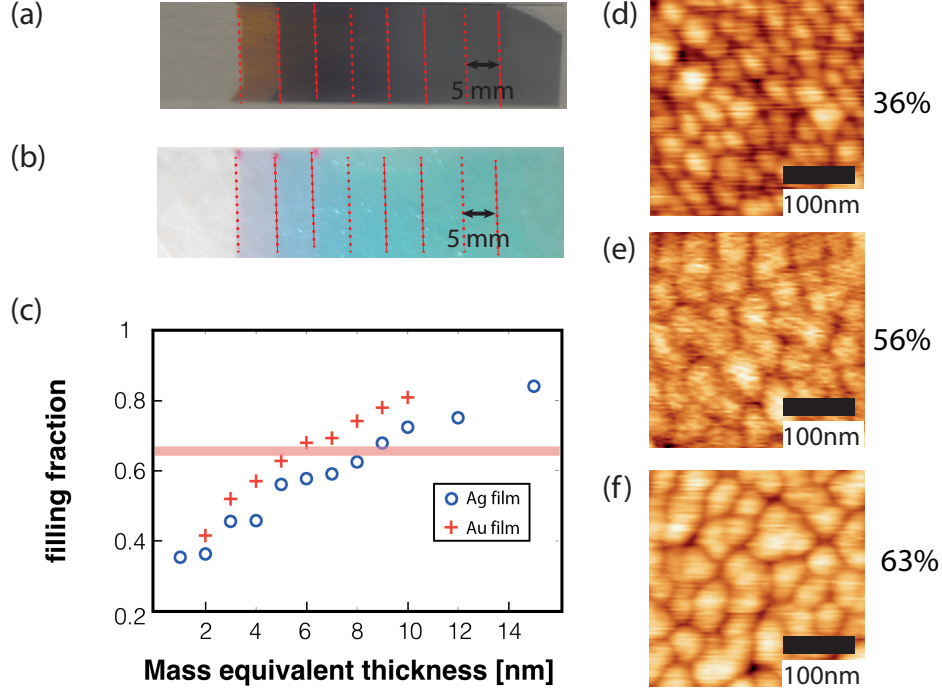 (a)
5 mm
(b)
5 mm
(c)
1
0.8
0.6
0.4
0.2
filling fraction
2
4
6
8
10
12
14
Mass equivalent thickness [nm]
Ag film
Au film
(d)
36%
100nm
(e)
56%
100nm
(f)
63%
100nm